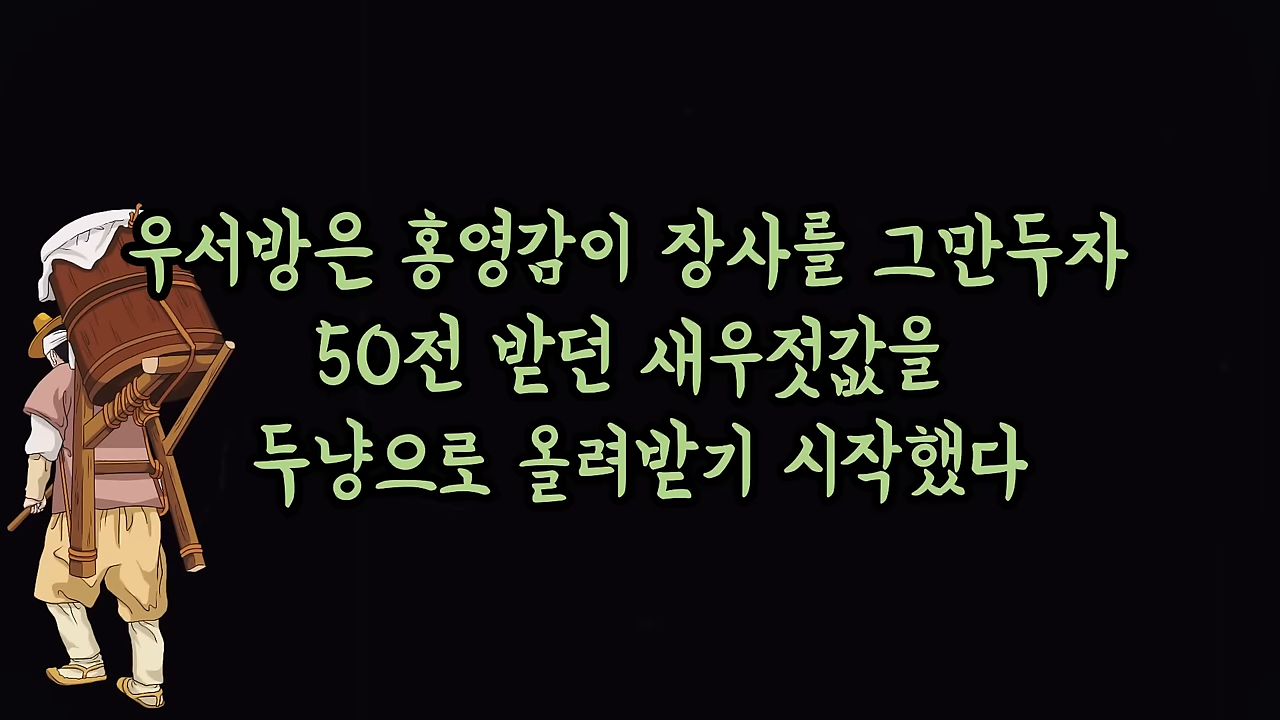 우서방은 홍영감이 장사를 그만두자
50전 받던 새우젓값을
두냥으로 올려받기 시작했다